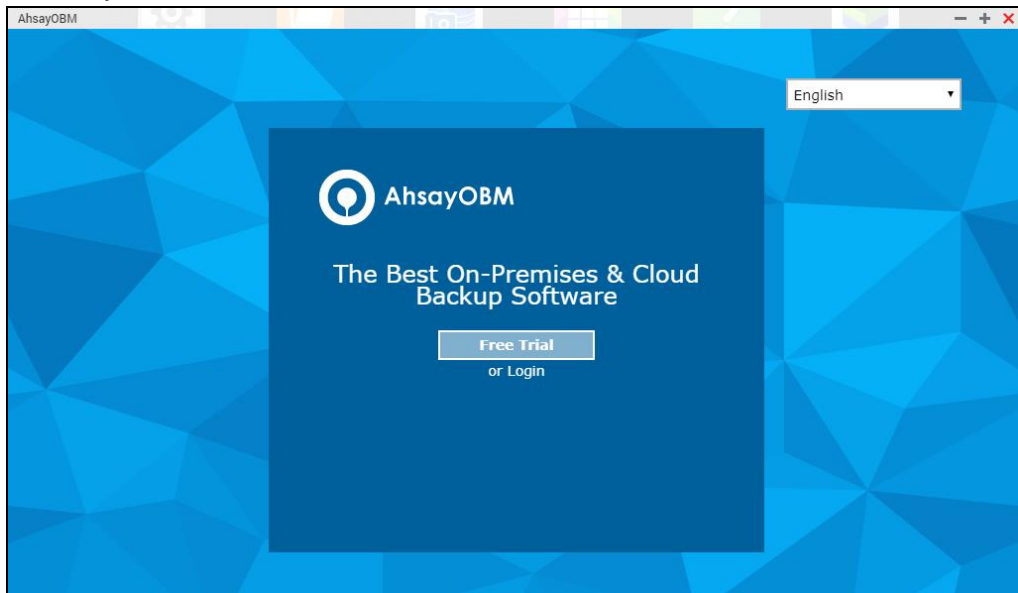 AhsayOBM
English
AhsayOBM
The Best On-Premises & Cloud
Backup Software
Free Trial
or Login